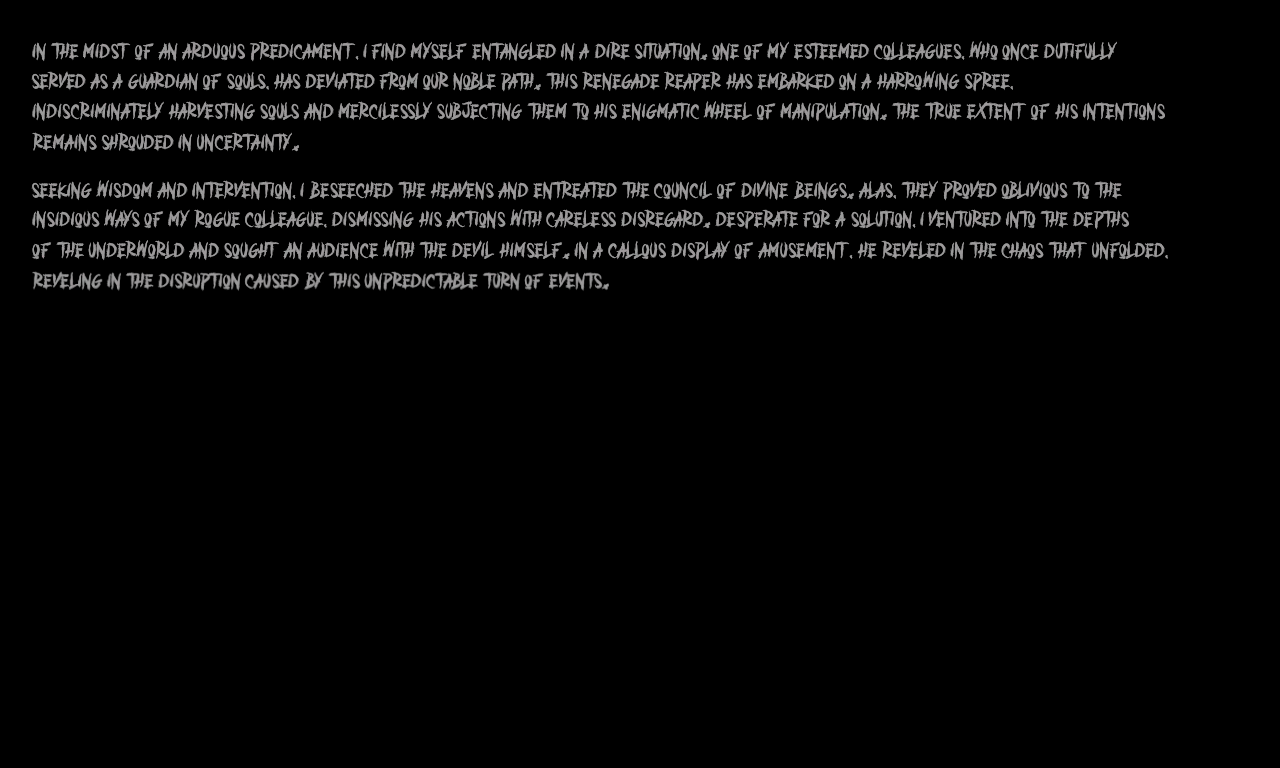 IN THE MIDST OF AN ARDUOUS PREDICAMENT, I FIND MYSELF ENTANGLED IN A DIRE SITUATION. ONE OF MY ESTEEMED COLLEAGUES, WHO ONCE DUTIFULLY
SERVED AS A GUARDIAN OF SOULS, HAS DEVIATED FROM OUR NOBLE PATH. THIS RENEGADE REAPER HAS EMBARKED ON A HARROWING SPREE,
INDISCRIMINATELY HARVESTING SOULS AND MERCILESSLY SUBJECTING THEM TO HIS ENIGMATIC WHEEL OF MANIPULATION. THE TRUE EXTENT OF HIS INTENTIONS
REMAINS SHROUDED IN UNCERTAINTY.
SEEKING WISDOM AND INTERVENTION, I BESEECHED THE HEAVENS AND ENTREATED THE COUNCIL OF DIVINE BEINGS. ALAS, THEY PROVED OBLIVIOUS TO THE
INSIDIOUS WAYS OF MY ROGUE COLLEAGUE, DISMISSING HIS ACTIONS WITH CARELESS DISREGARD. DESPERATE FOR A SOLUTION, I VENTURED INTO THE DEPTHS
OF THE UNDERWORLD AND SOUGHT AN AUDIENCE WITH THE DEVIL HIMSELF. IN A CALLOUS DISPLAY OF AMUSEMENT, HE REVELED IN THE CHAOS THAT UNFOLDED,
REVELING IN THE DISRUPTION CAUSED BY THIS UNPREDICTABLE TURN OF EVENTS.